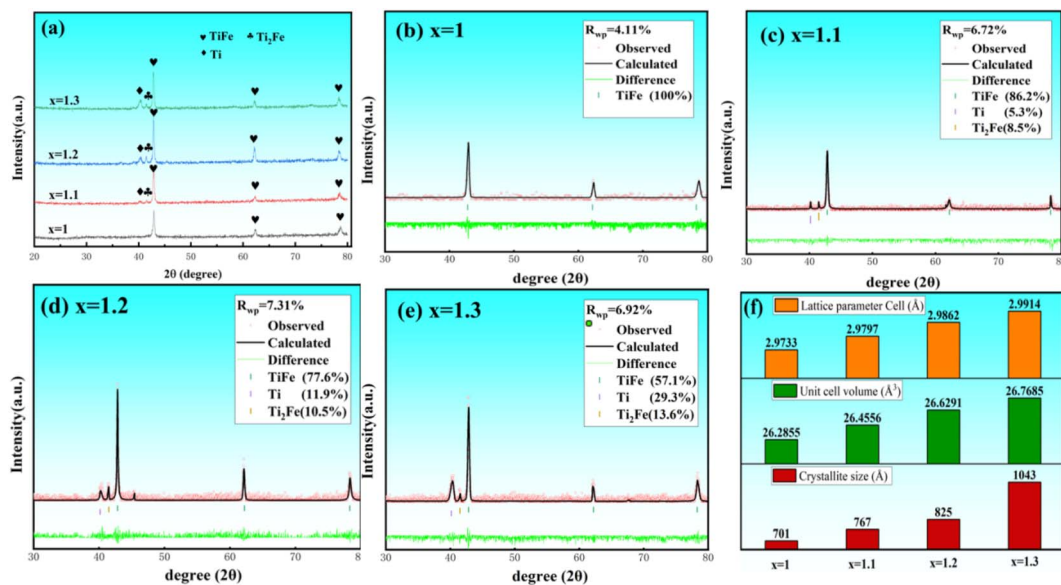 (a)
♥ TiFe ♣ Ti₂Fe
♦ Ti
x=1.3
x=1.2
x=1.1
x=1
Intensity(a.u.)
20 30 40 50 60 70 80
2θ (degree)
(b) x=1
Rwp=4.11%
Observed
Calculated
Difference
TiFe (100%)
Intensity(a.u.)
30 40 50 60 70 80
degree (2θ)
(c) x=1.1
Rwp=6.72%
Observed
Calculated
Difference
TiFe (86.2%)
Ti (5.3%)
Ti₂Fe(8.5%)
Intensity(a.u.)
30 40 50 60 70 80
degree (2θ)
(d) x=1.2
Rwp=7.31%
Observed
Calculated
Difference
TiFe (77.6%)
Ti (11.9%)
Ti₂Fe(10.5%)
Intensity(a.u.)
30 40 50 60 70 80
degree (2θ)
(e) x=1.3
Rwp=6.92%
Observed
Calculated
Difference
TiFe (57.1%)
Ti (29.3%)
Ti₂Fe(13.6%)
Intensity(a.u.)
30 40 50 60 70 80
degree (2θ)
(f)
Lattice parameter Cell (Å)
2.9733 2.9797 2.9862 2.9914
Unit cell volume (Å³)
26.2855 26.4556 26.6291 26.7685
Crystallite size (Å)
701 767 825 1043
x=1 x=1.1 x=1.2 x=1.3